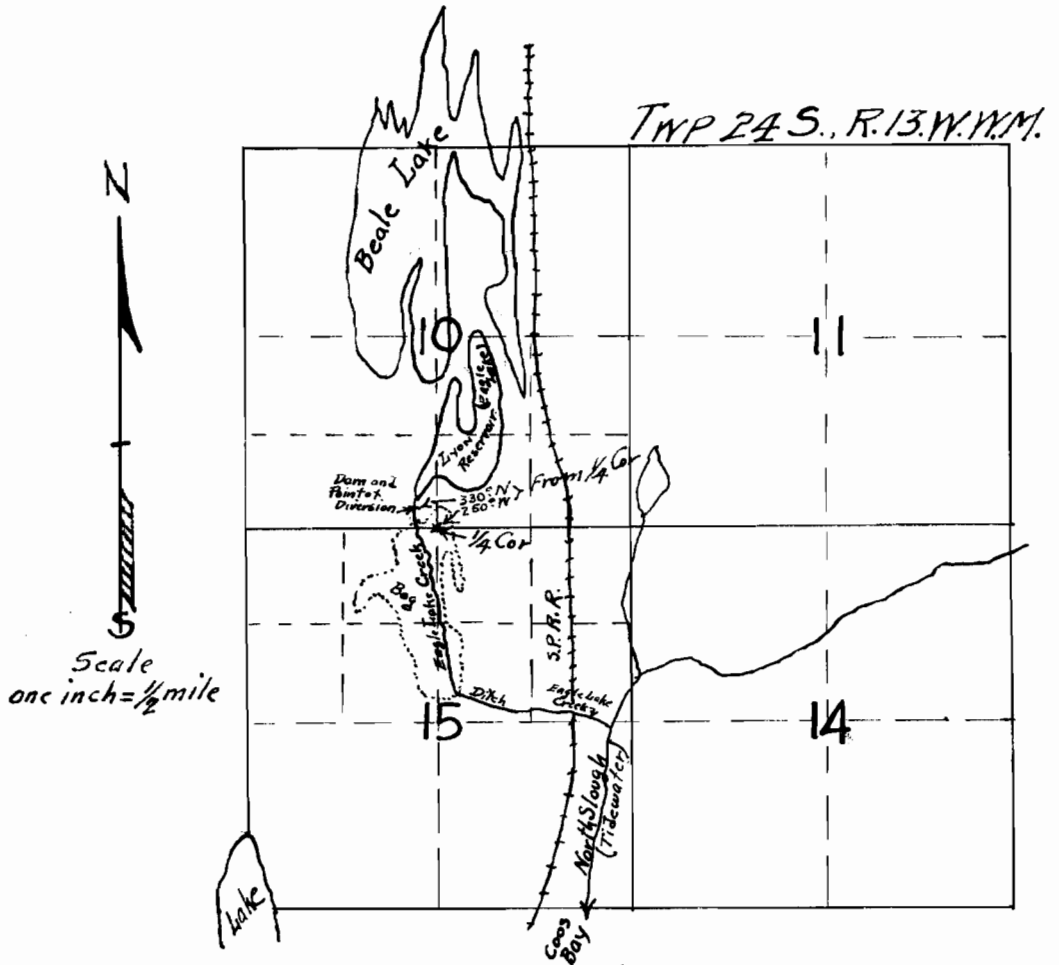 TWP 24 S., R. 13. W. W. M.
N
Beale Lake
10
11
(Eagle Lake)
Lyon
Reservoir
Dam and
Point of
Diversion
330° N
250° W
From 1/4 Cor
1/4 Cor
Eagle Lake Creek
Bog
S.P.R.R.
S
Scale
one inch = 1/2 mile
Ditch
Eagle Lake
Creek
15
14
North Slough
(Tidewater)
Lake
Coos
Bay